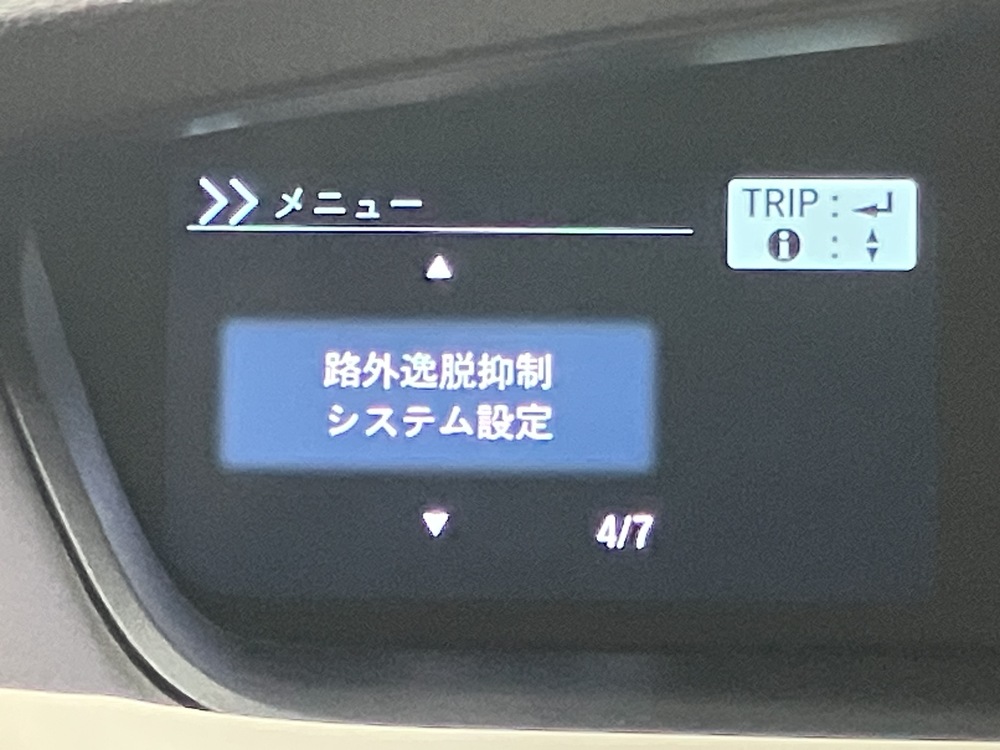 >> メニュー
TRIP : ↵
i : ▲▼
▲
路外逸脱抑制
システム設定
▼
4/7